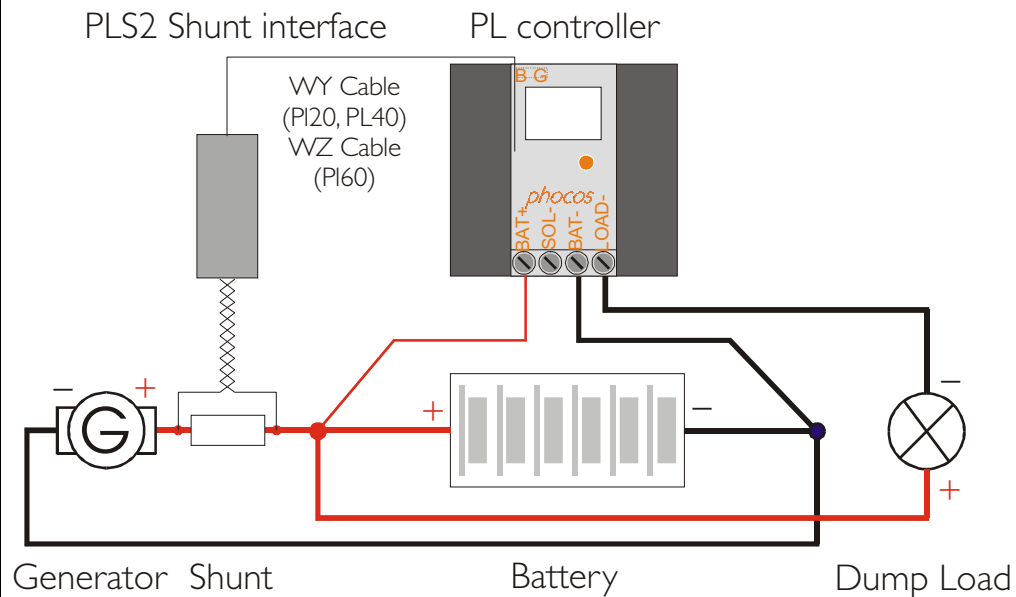 PLS2 Shunt interface
PL controller
WY Cable
(Pl20, PL40)
WZ Cable
(Pl60)
B G
phocos
BAT+
SOL-
BAT-
LOAD-
− +
G
+ −
−
+
Generator
Shunt
Battery
Dump Load